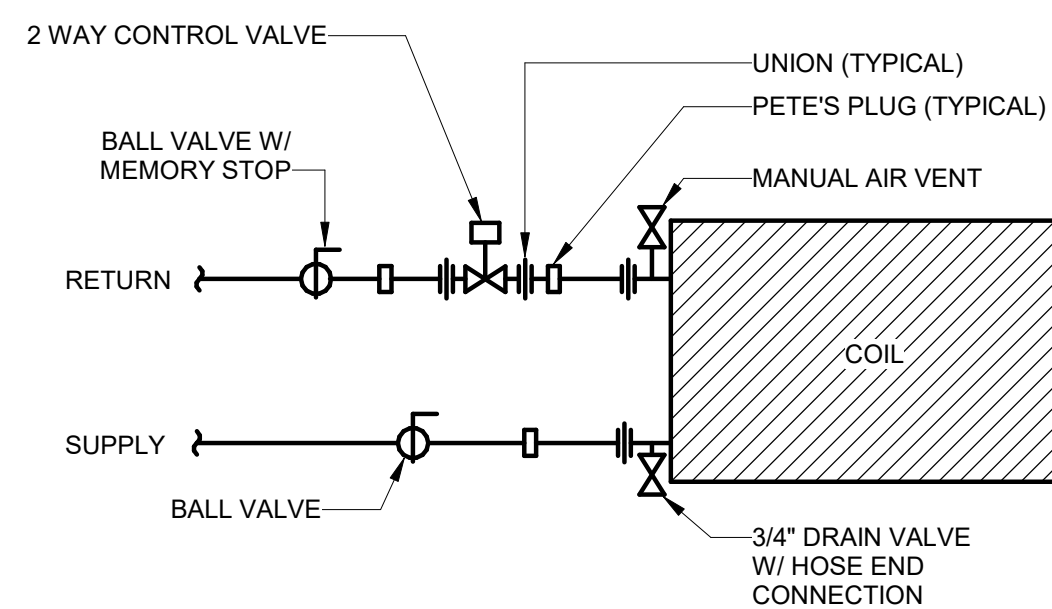 2 WAY CONTROL VALVE
UNION (TYPICAL)
PETE'S PLUG (TYPICAL)
BALL VALVE W/
MEMORY STOP
MANUAL AIR VENT
RETURN
COIL
SUPPLY
BALL VALVE
3/4" DRAIN VALVE
W/ HOSE END
CONNECTION